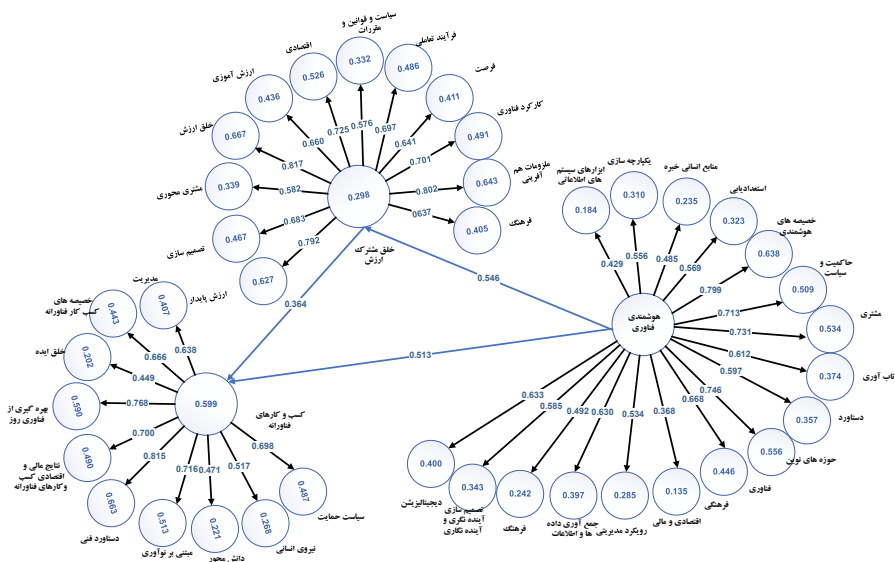 سیاست و قوانین و
مقررات
0.332
اقتصادی
0.526
فرآیند تعاملی
0.486
ارزش آموزی
0.436
فرصت
0.411
خلق ارزش
0.667
کارکرد فناوری
0.491
مشتری محوری
0.339
ملزومات هم
آفرینی
0.643
تصمیم سازی
0.467
فرهنگ
0.405
ارزش پایدار
0.627
0.817
0.660
0.725
0.576
0.697
0.641
0.701
0.802
0637
0.582
0.683
0.792
0.298
خلق مشترک
ارزش
0.364
0.546
0.513
ابزارهای سیستم
های اطلاعاتی
0.184
یکپارچه سازی
0.310
منابع انسانی خبره
0.235
استعدادیابی
0.323
خصیصه های
هوشمندی
0.638
حاکمیت و
سیاست
0.509
مشتری
0.534
تاب آوری
0.374
دستاورد
0.357
حوزه های نوین
0.556
فناوری
0.446
فرهنگی
0.135
اقتصادی و مالی
0.285
رویکرد مدیریتی
0.397
جمع آوری داده
ها و اطلاعات
0.242
فرهنگ
0.343
تصمیم سازی
آینده نگری و
آینده نگاری
0.400
دیجیتالیزیشن
0.429
0.556
0.485
0.569
0.799
0.713
0.731
0.612
0.597
0.746
0.668
0.368
0.534
0.630
0.492
0.585
0.633
هوشمندی
فناوری
مدیریت
0.407
خصیصه های
کسب کار فناورانه
0.443
خلق ایده
0.202
بهره گیری از
فناوری روز
0.590
نتایج مالی و
اقتصادی کسب
وکارهای فناورانه
0.490
دستاورد فنی
0.663
مبتنی بر نوآوری
0.513
دانش محور
0.221
نیروی انسانی
0.268
سیاست حمایت
0.487
0.638
0.666
0.449
0.768
0.700
0.815
0.716
0.471
0.517
0.698
0.599
کسب و کارهای
فناورانه